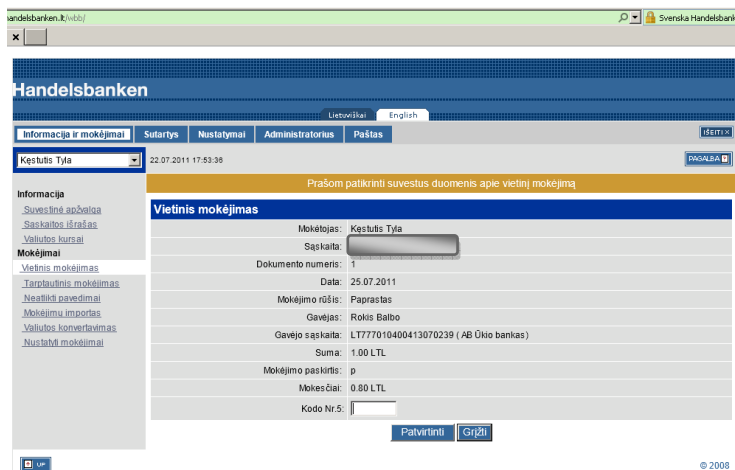 andelsbanken.lt/wbb/
Svenska Handelsbank
Handelsbanken
Lietuviškai English
Informacija ir mokėjimai Sutartys Nustatymai Administratorius Paštas IŠEITI X
Kęstutis Tyla 22.07.2011 17:53:36 PAGALBA
Prašom patikrinti suvestus duomenis apie vietinį mokėjimą
Informacija
Suvestinė apžvalga
Saskaitos išrašas
Valiutos kursai
Mokėjimai
Vietinis mokėjimas
Tarptautinis mokėjimas
Neatlikti pavedimai
Mokėjimų importas
Valiutos konvertavimas
Nustatyti mokėjimai
Vietinis mokėjimas
Mokėtojas: Kęstutis Tyla
Sąskaita:
Dokumento numeris: 1
Data: 25.07.2011
Mokėjimo rūšis: Paprastas
Gavėjas: Rokis Balbo
Gavėjo sąskaita: LT777010400413070239 ( AB Ūkio bankas)
Suma: 1.00 LTL
Mokėjimo paskirtis: p
Mokesčiai: 0.80 LTL
Kodo Nr.5:
Patvirtinti Grįžti
UP © 2008